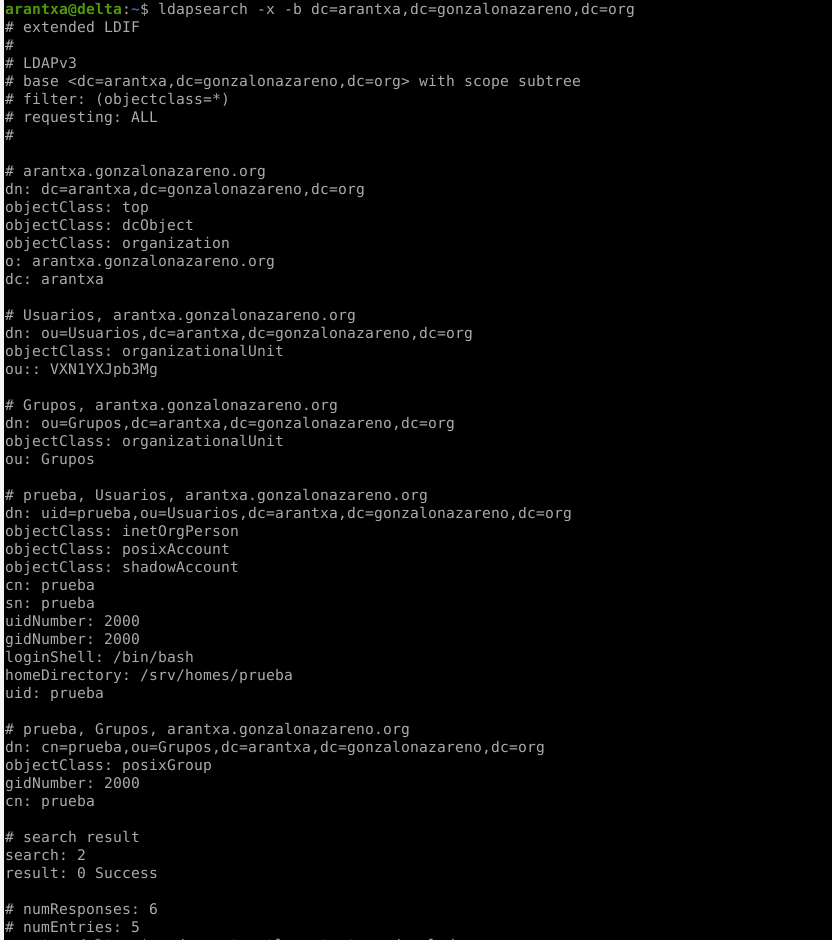 arantxa@delta:~$ ldapsearch -x -b dc=arantxa,dc=gonzalonazareno,dc=org
# extended LDIF
#
# LDAPv3
# base <dc=arantxa,dc=gonzalonazareno,dc=org> with scope subtree
# filter: (objectclass=*)
# requesting: ALL
#
# arantxa.gonzalonazareno.org
dn: dc=arantxa,dc=gonzalonazareno,dc=org
objectClass: top
objectClass: dcObject
objectClass: organization
o: arantxa.gonzalonazareno.org
dc: arantxa
# Usuarios, arantxa.gonzalonazareno.org
dn: ou=Usuarios,dc=arantxa,dc=gonzalonazareno,dc=org
objectClass: organizationalUnit
ou:: VXN1YXJpb3Mg
# Grupos, arantxa.gonzalonazareno.org
dn: ou=Grupos,dc=arantxa,dc=gonzalonazareno,dc=org
objectClass: organizationalUnit
ou: Grupos
# prueba, Usuarios, arantxa.gonzalonazareno.org
dn: uid=prueba,ou=Usuarios,dc=arantxa,dc=gonzalonazareno,dc=org
objectClass: inetOrgPerson
objectClass: posixAccount
objectClass: shadowAccount
cn: prueba
sn: prueba
uidNumber: 2000
gidNumber: 2000
loginShell: /bin/bash
homeDirectory: /srv/homes/prueba
uid: prueba
# prueba, Grupos, arantxa.gonzalonazareno.org
dn: cn=prueba,ou=Grupos,dc=arantxa,dc=gonzalonazareno,dc=org
objectClass: posixGroup
gidNumber: 2000
cn: prueba
# search result
search: 2
result: 0 Success
# numResponses: 6
# numEntries: 5